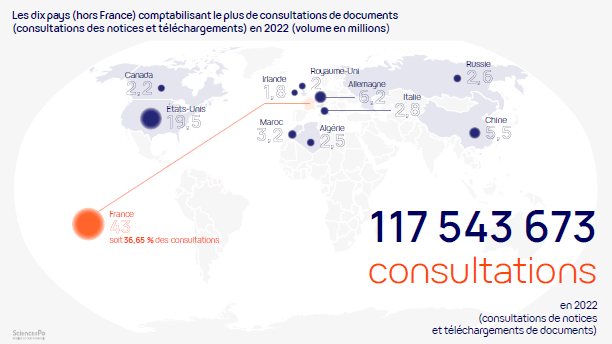 Les dix pays (hors France) comptabilisant le plus de consultations de documents
(consultations des notices et téléchargements) en 2022 (volume en millions)
Canada
2,2
États-Unis
19,5
Irlande
1,8
Royaume-Uni
2
Allemagne
6,2
Italie
2,8
Russie
2,6
Chine
5,5
Maroc
3,2
Algérie
2,5
France
43
soit 36,65 % des consultations
117 543 673
consultations
en 2022
(consultations de notices
et téléchargements de documents)
SciencesPo